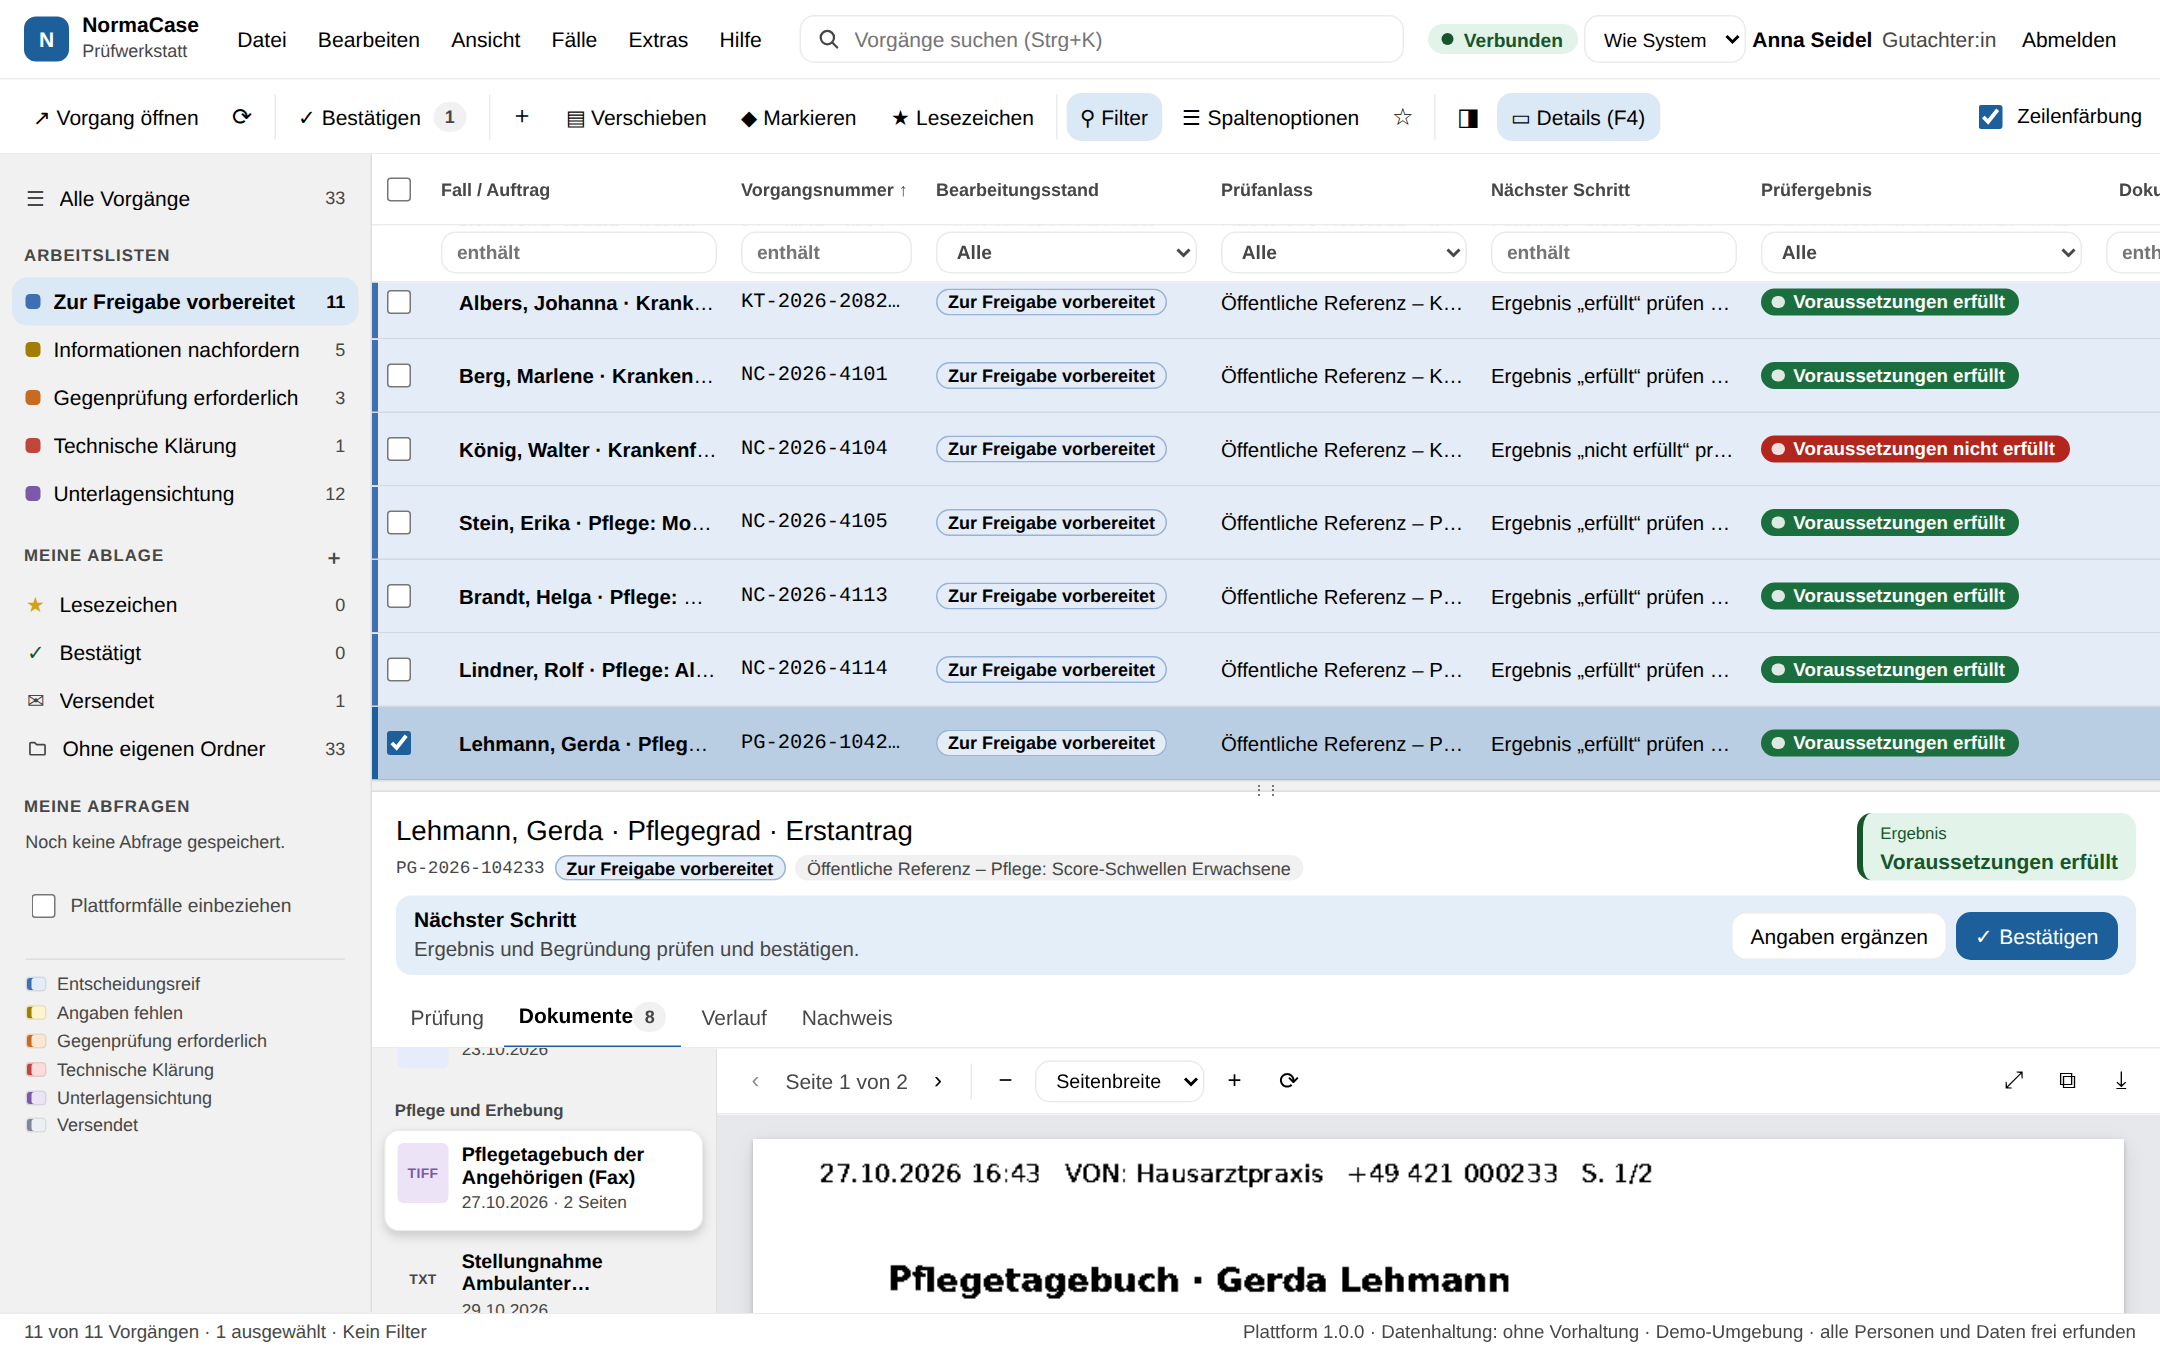 N NormaCase
Prüfwerkstatt
Datei Bearbeiten Ansicht Fälle Extras Hilfe
Vorgänge suchen (Strg+K)
Verbunden Wie System Anna Seidel Gutachter:in Abmelden
↗ Vorgang öffnen ⟳ ✓ Bestätigen 1 + ▤ Verschieben ◆ Markieren ★ Lesezeichen ⚲ Filter ☰ Spaltenoptionen ☆ ◨ ▭ Details (F4) Zeilenfärbung
☰ Alle Vorgänge 33
ARBEITSLISTEN
Zur Freigabe vorbereitet 11
Informationen nachfordern 5
Gegenprüfung erforderlich 3
Technische Klärung 1
Unterlagensichtung 12
MEINE ABLAGE +
★ Lesezeichen 0
✓ Bestätigt 0
✉ Versendet 1
Ohne eigenen Ordner 33
MEINE ABFRAGEN
Noch keine Abfrage gespeichert.
Plattformfälle einbeziehen
Entscheidungsreif
Angaben fehlen
Gegenprüfung erforderlich
Technische Klärung
Unterlagensichtung
Versendet
Fall / Auftrag Vorgangsnummer ↑ Bearbeitungsstand Prüfanlass Nächster Schritt Prüfergebnis Doku
enthält enthält Alle Alle enthält Alle enth
Albers, Johanna · Krank… KT-2026-2082… Zur Freigabe vorbereitet Öffentliche Referenz – K… Ergebnis „erfüllt“ prüfen … Voraussetzungen erfüllt
Berg, Marlene · Kranken… NC-2026-4101 Zur Freigabe vorbereitet Öffentliche Referenz – K… Ergebnis „erfüllt“ prüfen … Voraussetzungen erfüllt
König, Walter · Krankenf… NC-2026-4104 Zur Freigabe vorbereitet Öffentliche Referenz – K… Ergebnis „nicht erfüllt“ pr… Voraussetzungen nicht erfüllt
Stein, Erika · Pflege: Mo… NC-2026-4105 Zur Freigabe vorbereitet Öffentliche Referenz – P… Ergebnis „erfüllt“ prüfen … Voraussetzungen erfüllt
Brandt, Helga · Pflege: … NC-2026-4113 Zur Freigabe vorbereitet Öffentliche Referenz – P… Ergebnis „erfüllt“ prüfen … Voraussetzungen erfüllt
Lindner, Rolf · Pflege: Al… NC-2026-4114 Zur Freigabe vorbereitet Öffentliche Referenz – P… Ergebnis „erfüllt“ prüfen … Voraussetzungen erfüllt
Lehmann, Gerda · Pfleg… PG-2026-1042… Zur Freigabe vorbereitet Öffentliche Referenz – P… Ergebnis „erfüllt“ prüfen … Voraussetzungen erfüllt
Lehmann, Gerda · Pflegegrad · Erstantrag
PG-2026-104233 Zur Freigabe vorbereitet Öffentliche Referenz – Pflege: Score-Schwellen Erwachsene
Ergebnis
Voraussetzungen erfüllt
Nächster Schritt
Ergebnis und Begründung prüfen und bestätigen.
Angaben ergänzen ✓ Bestätigen
Prüfung Dokumente 8 Verlauf Nachweis
23.10.2026
Pflege und Erhebung
TIFF Pflegetagebuch der
Angehörigen (Fax)
27.10.2026 · 2 Seiten
TXT Stellungnahme
Ambulanter…
29.10.2026
‹ Seite 1 von 2 › − Seitenbreite + ⟳
27.10.2026 16:43 VON: Hausarztpraxis +49 421 000233 S. 1/2
Pflegetagebuch · Gerda Lehmann
11 von 11 Vorgängen · 1 ausgewählt · Kein Filter
Plattform 1.0.0 · Datenhaltung: ohne Vorhaltung · Demo-Umgebung · alle Personen und Daten frei erfunden